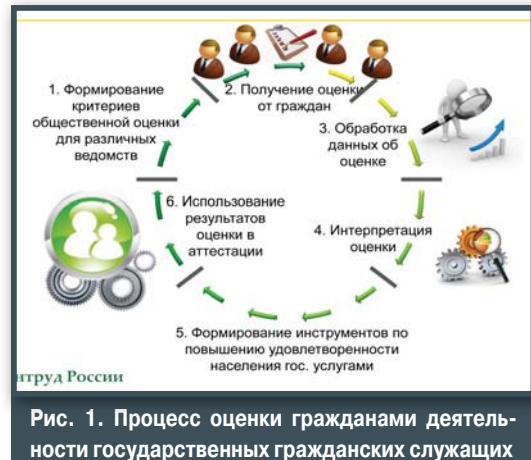 1. Формирование
критериев
общественной оценки
для различных
ведомств
2. Получение оценки
от граждан
3. Обработка
данных об
оценке
4. Интерпретация
оценки
5. Формирование инструментов по
повышению удовлетворенности
населения гос. услугами
6. Использование
результатов
оценки в
аттестации
нтруд России
Рис. 1. Процесс оценки гражданами деятель-
ности государственных гражданских служащих